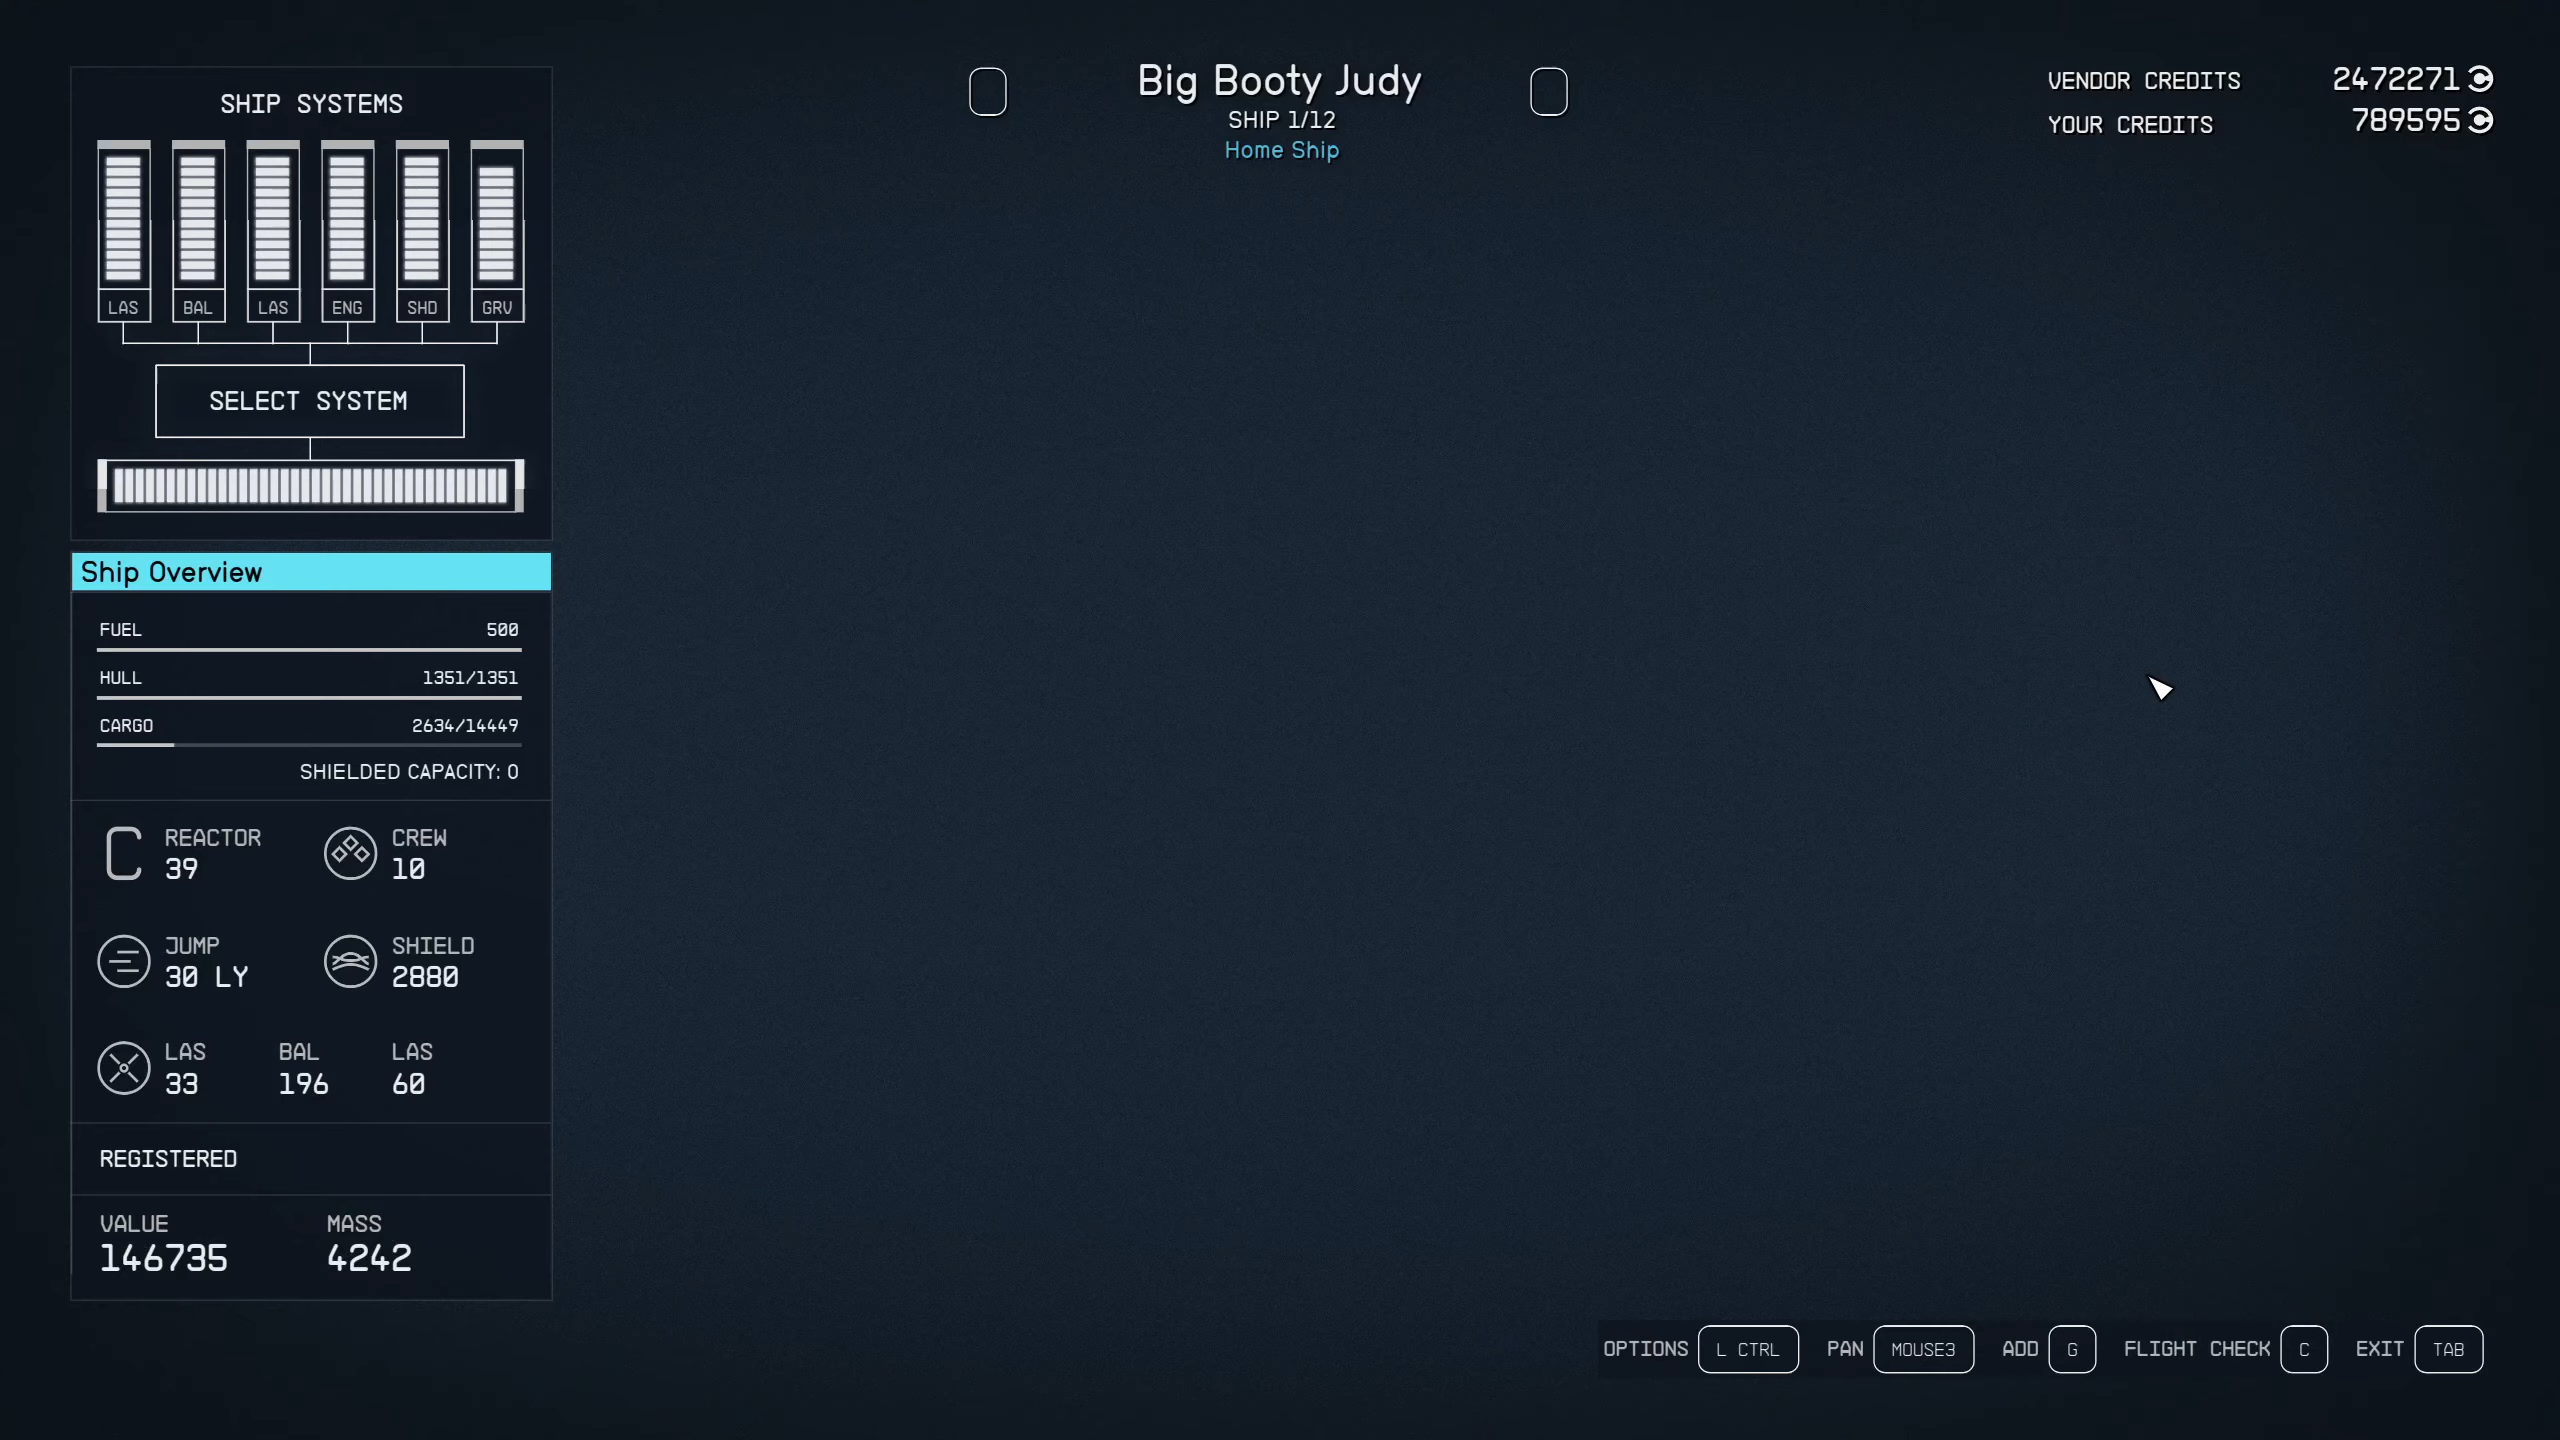 SHIP SYSTEMS
LAS BAL LAS ENG SHD GRV
SELECT SYSTEM
Ship Overview
FUEL 500
HULL 1351/1351
CARGO 2634/14449
SHIELDED CAPACITY: 0
C REACTOR 39
CREW 10
JUMP 30 LY
SHIELD 2880
LAS 33
BAL 196
LAS 60
REGISTERED
VALUE 146735
MASS 4242
Big Booty Judy
SHIP 1/12
Home Ship
VENDOR CREDITS 2472271
YOUR CREDITS 789595
OPTIONS L CTRL PAN MOUSE3 ADD G FLIGHT CHECK C EXIT TAB